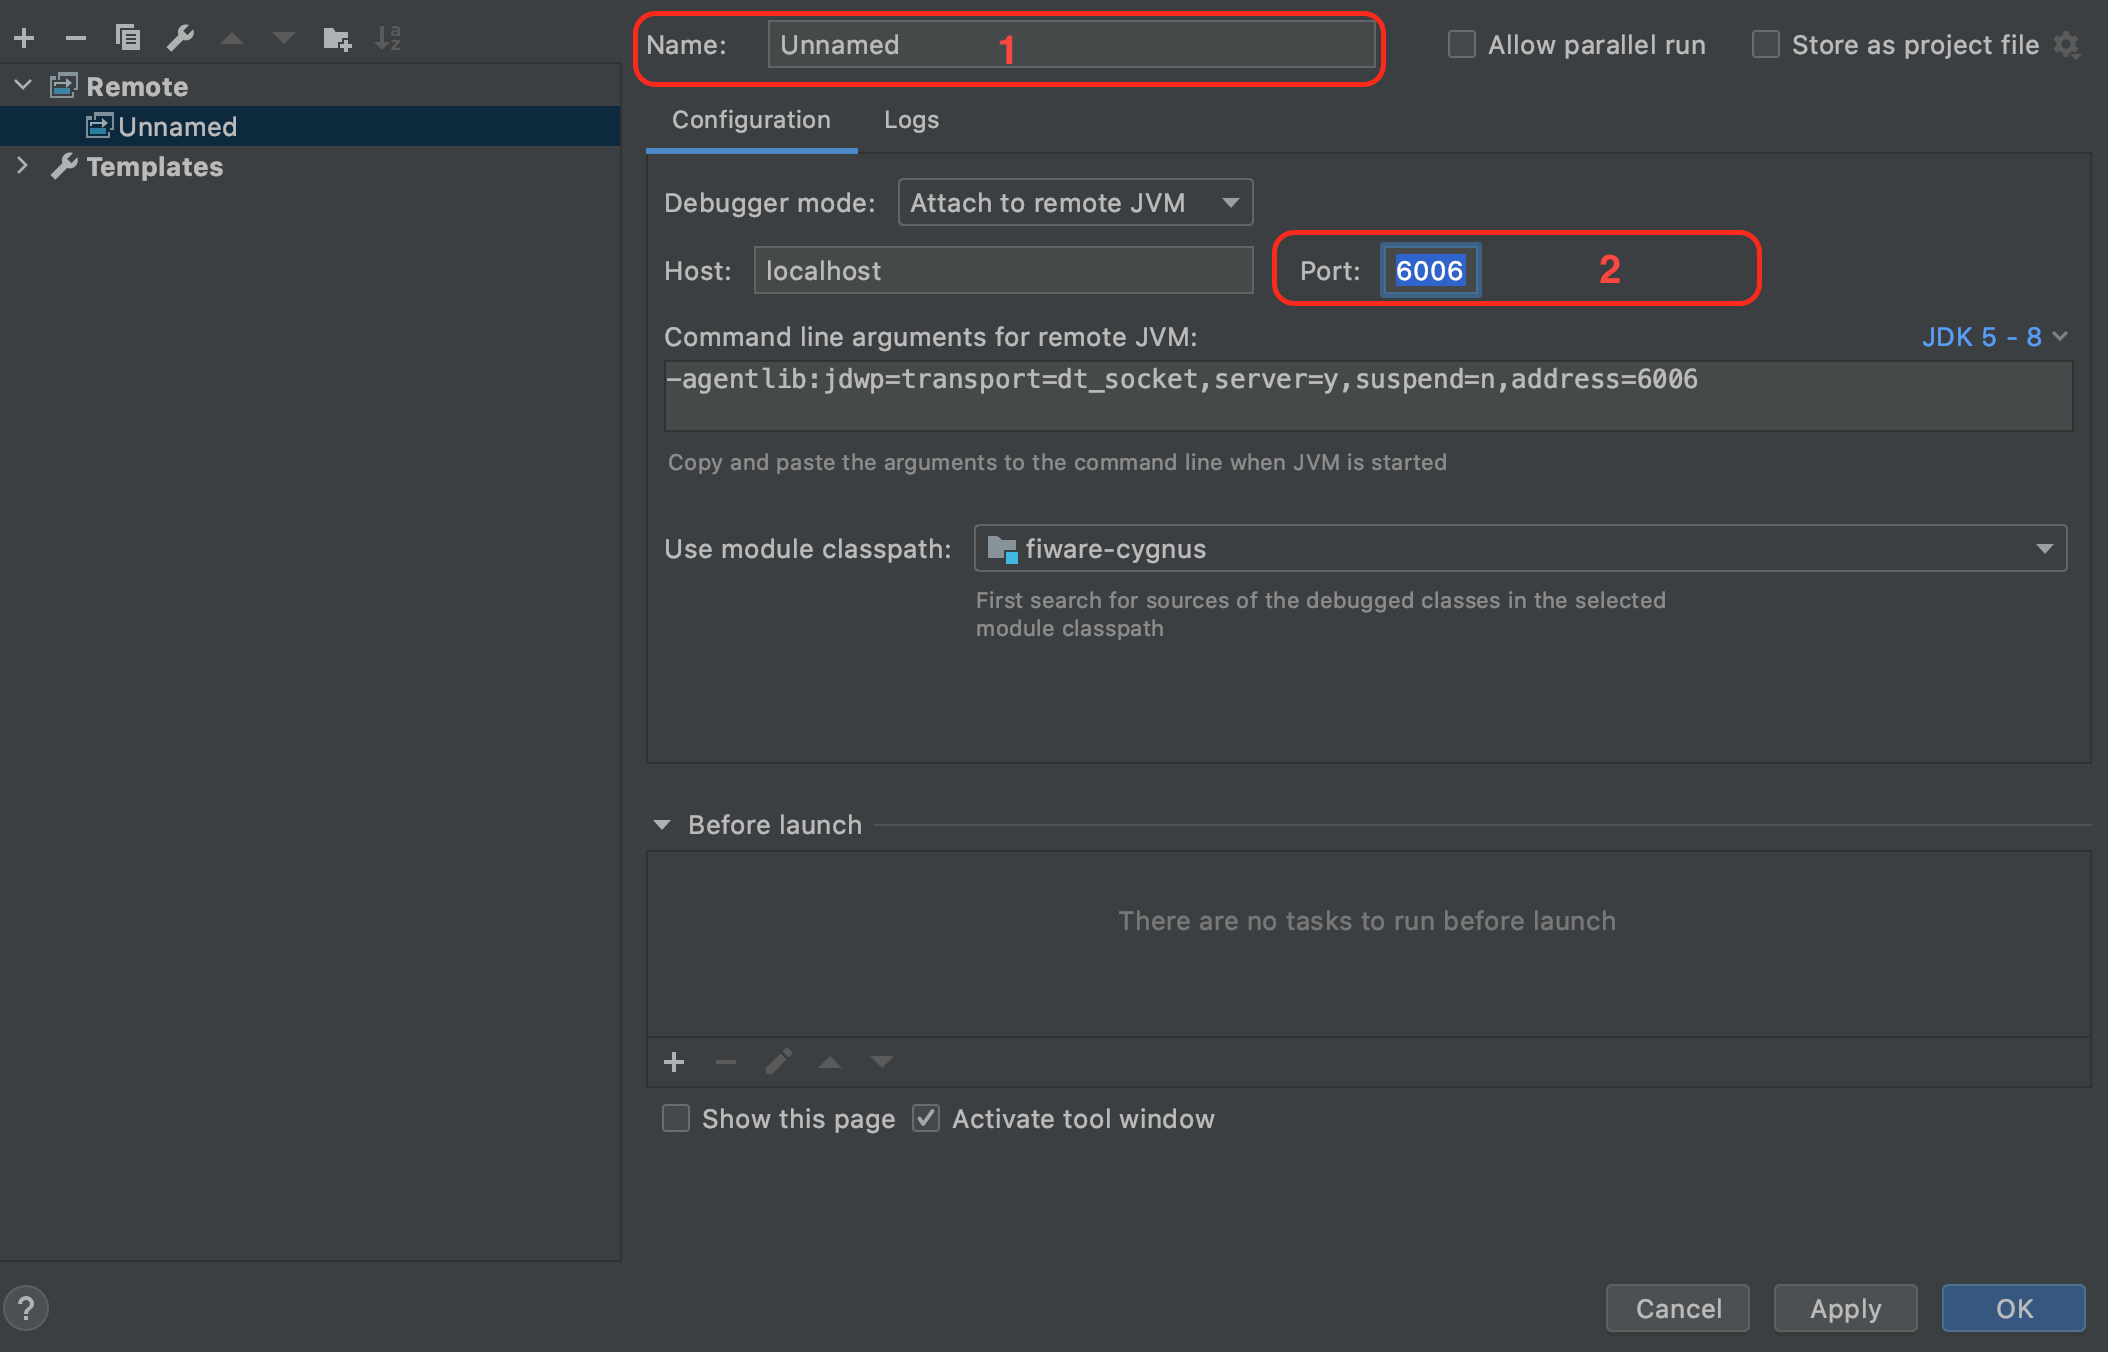 Name: Unnamed 1 Allow parallel run Store as project file
Remote
Unnamed
Templates
Configuration Logs
Debugger mode: Attach to remote JVM
Host: localhost Port: 6006 2
Command line arguments for remote JVM: JDK 5 - 8
-agentlib:jdwp=transport=dt_socket,server=y,suspend=n,address=6006
Copy and paste the arguments to the command line when JVM is started
Use module classpath: fiware-cygnus
First search for sources of the debugged classes in the selected
module classpath
Before launch
There are no tasks to run before launch
Show this page Activate tool window
? Cancel Apply OK